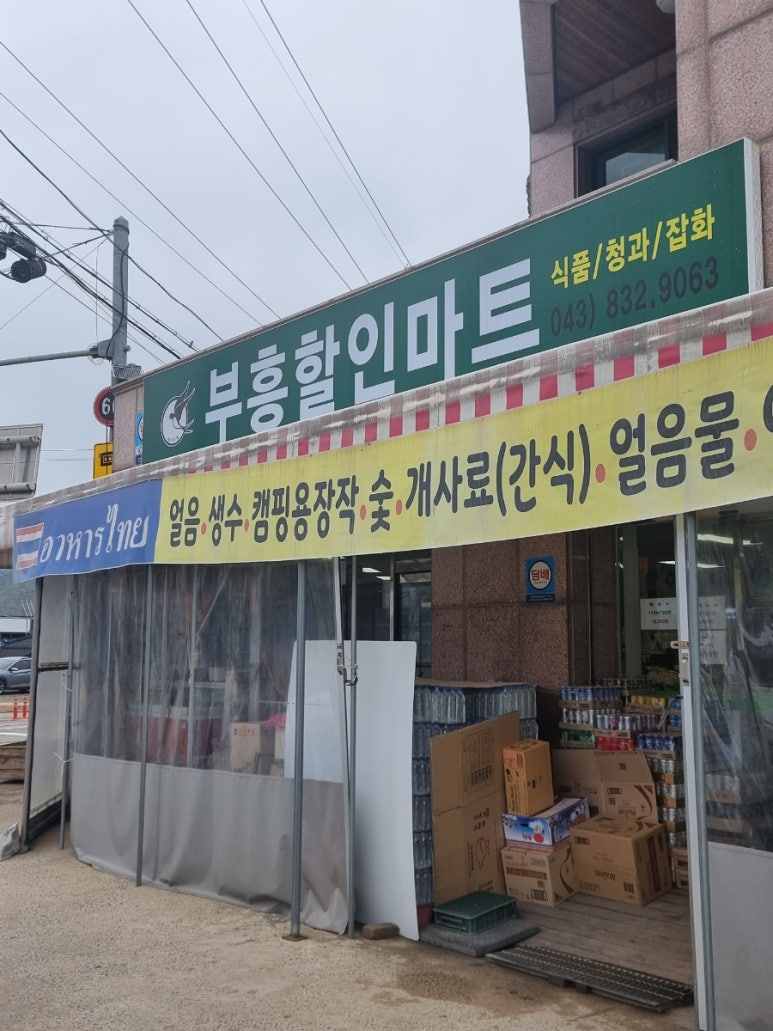 부흥할인마트
식품/청과/잡화
043) 832.9063
อาหารไทย
얼음.생수.캠핑용장작.숯.개사료(간식).얼음물.
담배